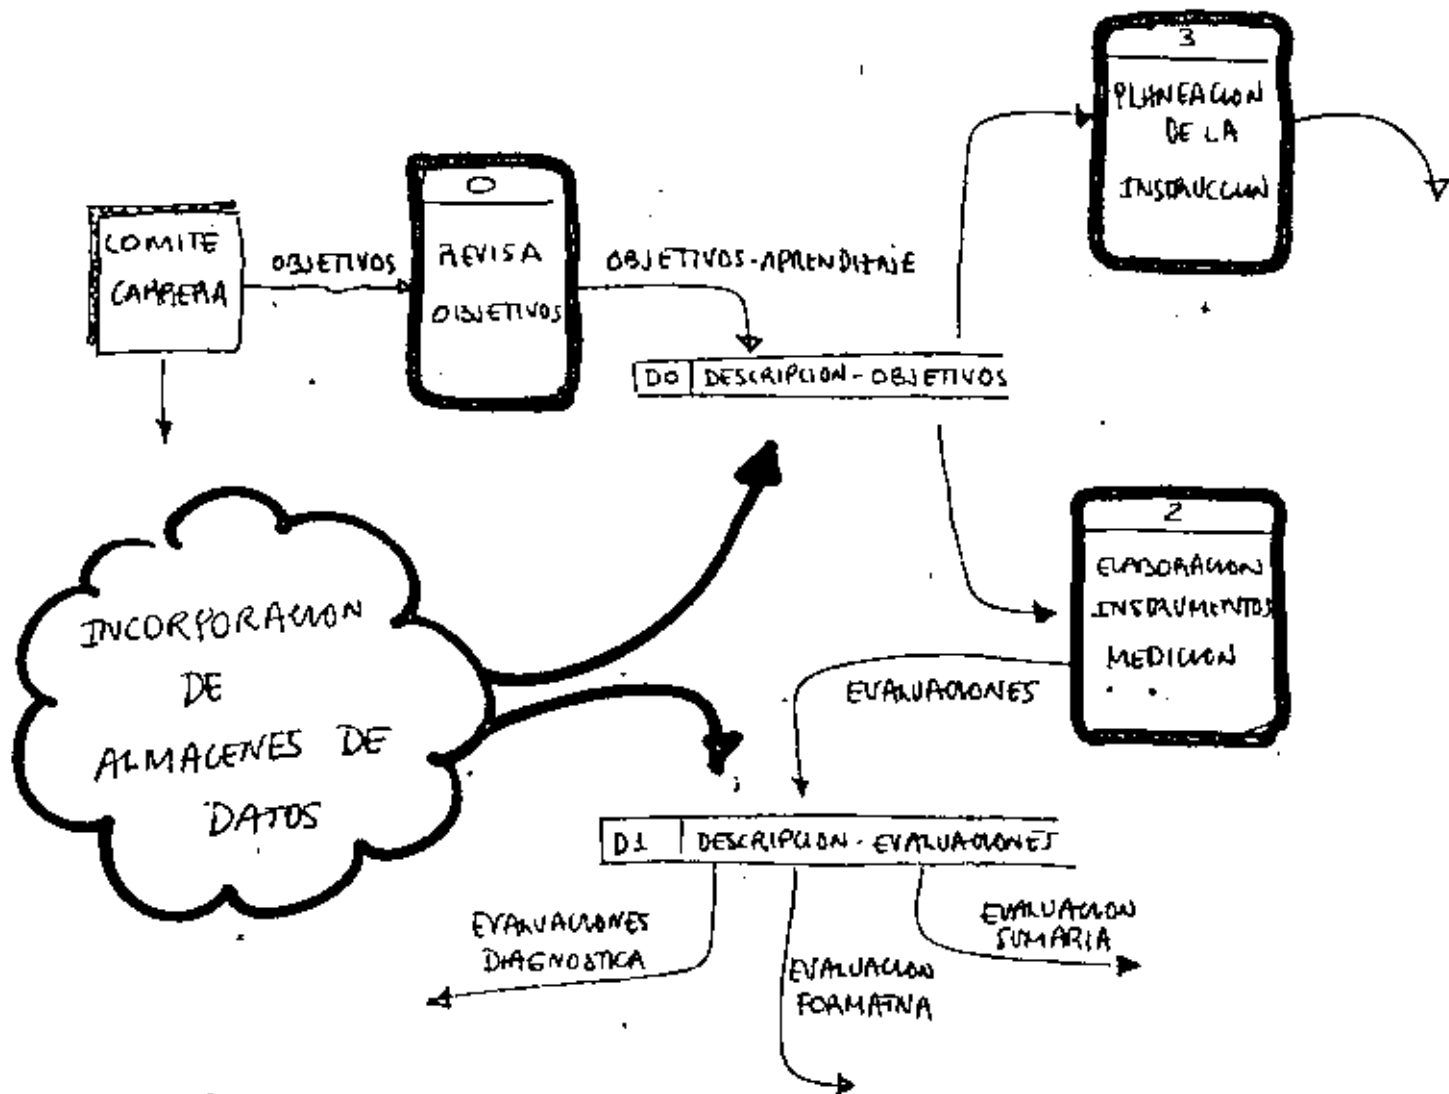 3
PLANEACION
DE LA
INSTRUCCION
0
REVISA
OBJETIVOS
COMITE
CARRERA
OBJETIVOS
OBJETIVOS-APRENDIZAJE
D0 DESCRIPCION-OBJETIVOS
2
ELABORACION
INSTRUMENTOS
MEDICION
INCORPORACION
DE
ALMACENES DE
DATOS
EVALUACIONES
D1 DESCRIPCION-EVALUACIONES
EVALUACIONES
DIAGNOSTICA
EVALUACION
FORMATIVA
EVALUACION
SUMARIA